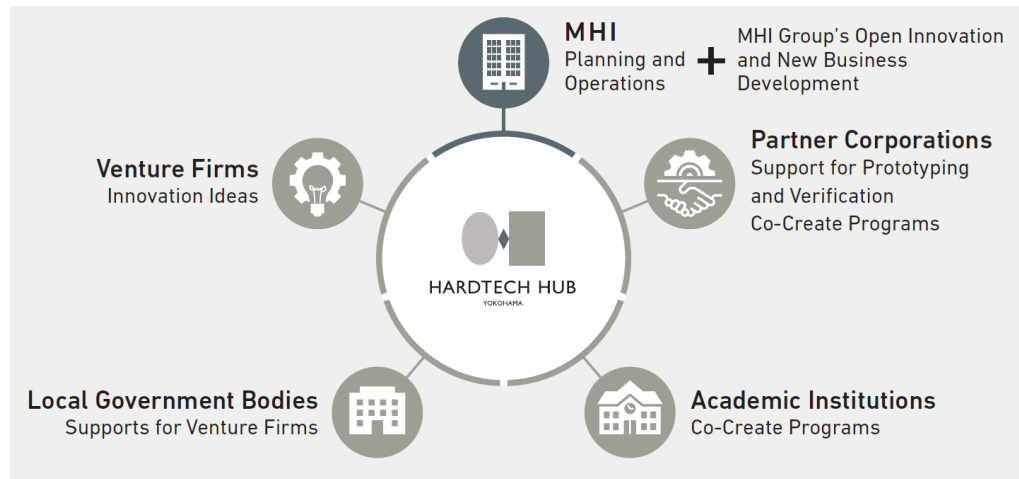 MHI
Planning and
Operations
+
MHI Group's Open Innovation
and New Business
Development
Venture Firms
Innovation Ideas
Partner Corporations
Support for Prototyping
and Verification
Co-Create Programs
HARDTECH HUB
YOKOHAMA
Local Government Bodies
Supports for Venture Firms
Academic Institutions
Co-Create Programs